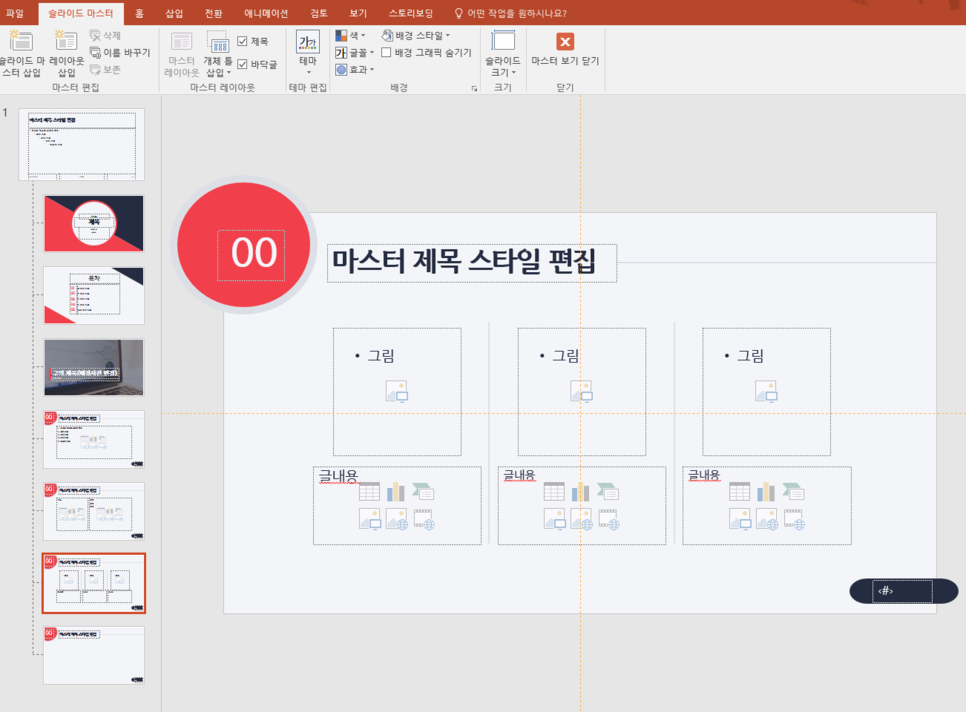 파일 슬라이드 마스터 홈 삽입 전환 애니메이션 검토 보기 스토리보딩 어떤 작업을 원하시나요?
슬라이드 마스터 삽입
레이아웃 삽입
삭제
이름 바꾸기
보존
마스터 편집
마스터 레이아웃
개체 틀 삽입
제목
바닥글
마스터 레이아웃
가가
테마
테마 편집
색
글꼴
효과
배경 스타일
배경 그래픽 숨기기
배경
슬라이드 크기
크기
마스터 보기 닫기
닫기
1
마스터 제목 스타일 편집
제목
목차
00
마스터 제목 스타일 편집
• 그림
• 그림
• 그림
글내용
글내용
글내용
‹#›